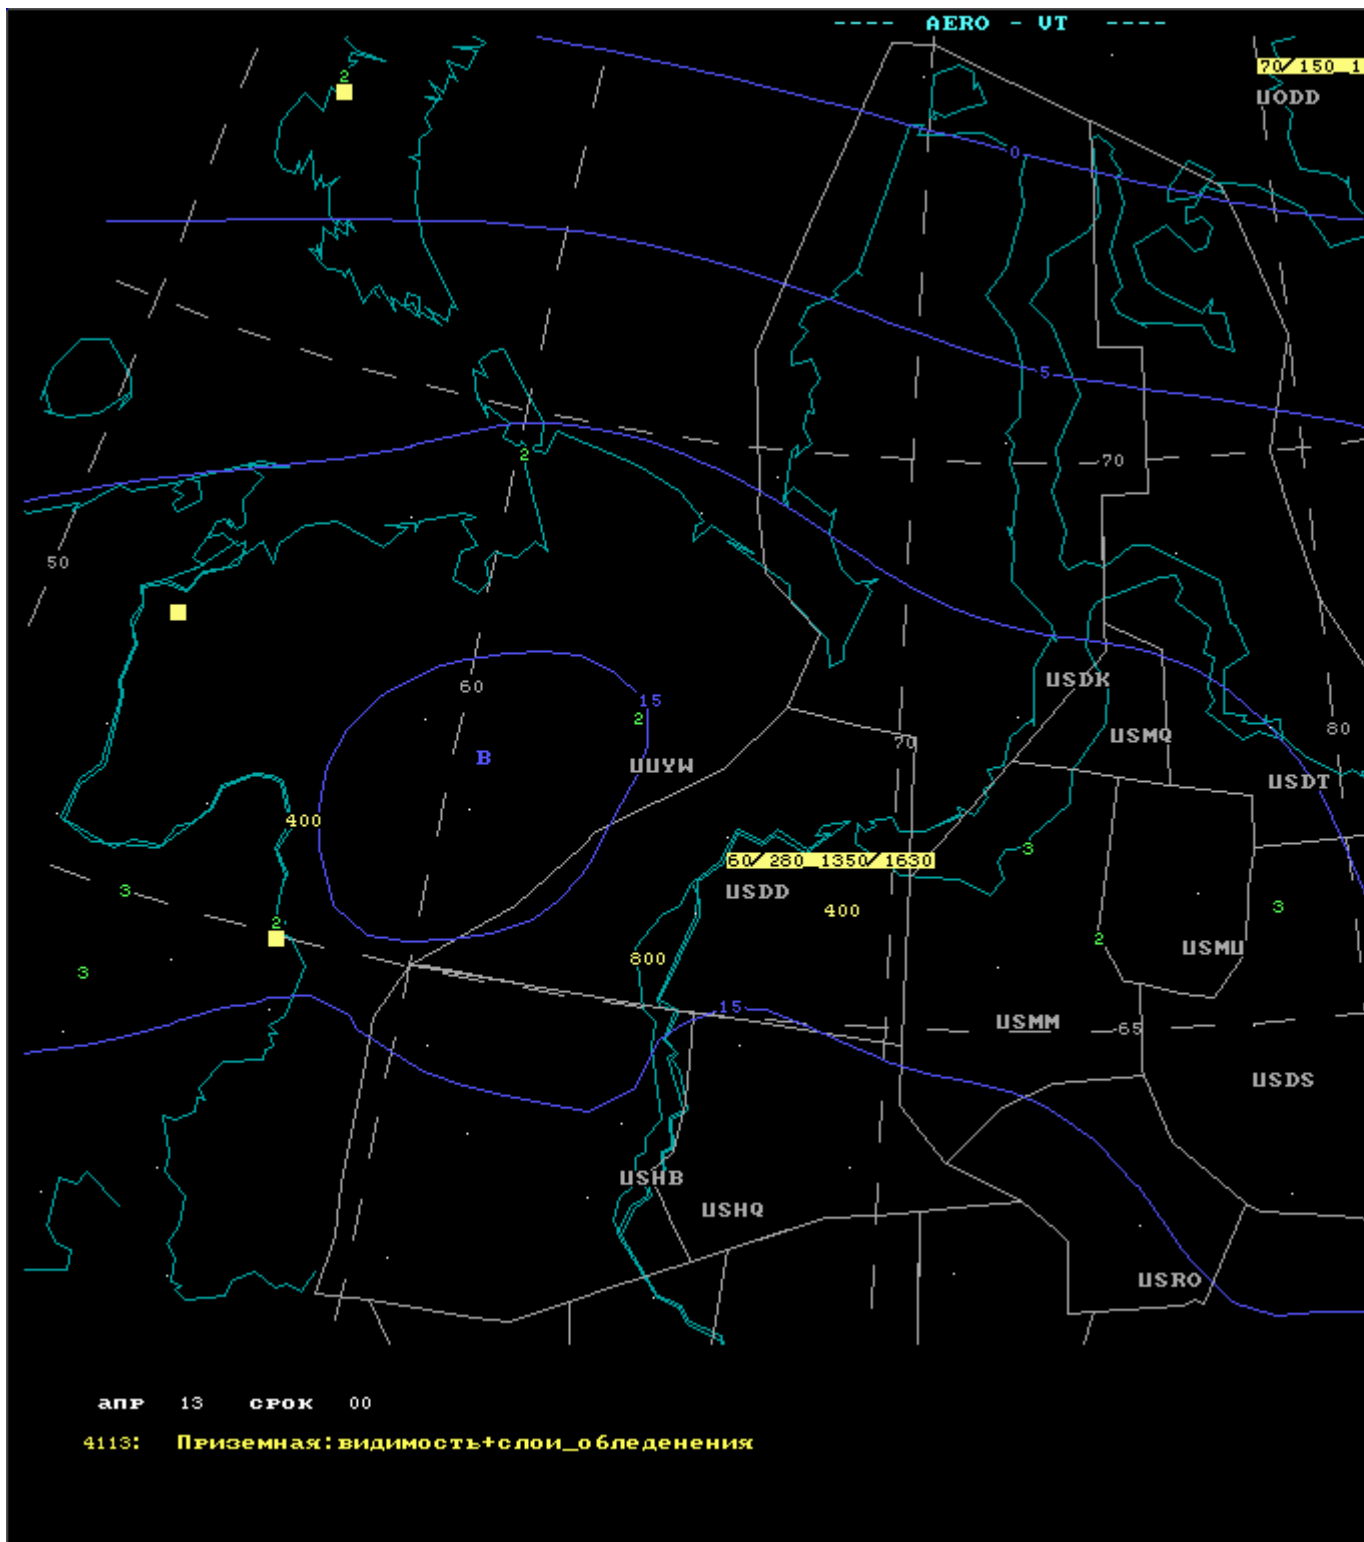 ---- AERO - VT ----
2
70/ 150 1
UODD
0
5
2
70
50
USDK
60
15
2
80
70
USMQ
B
UUYW
USDT
400
3
60/ 280 1350/ 1630
3
USDD
400
3
2
2
USMU
800
3
15
USMM
65
USDS
USHB
USHQ
USRO
апр 13 срок 00
4113: Приземная:видимость+слои_обледенения